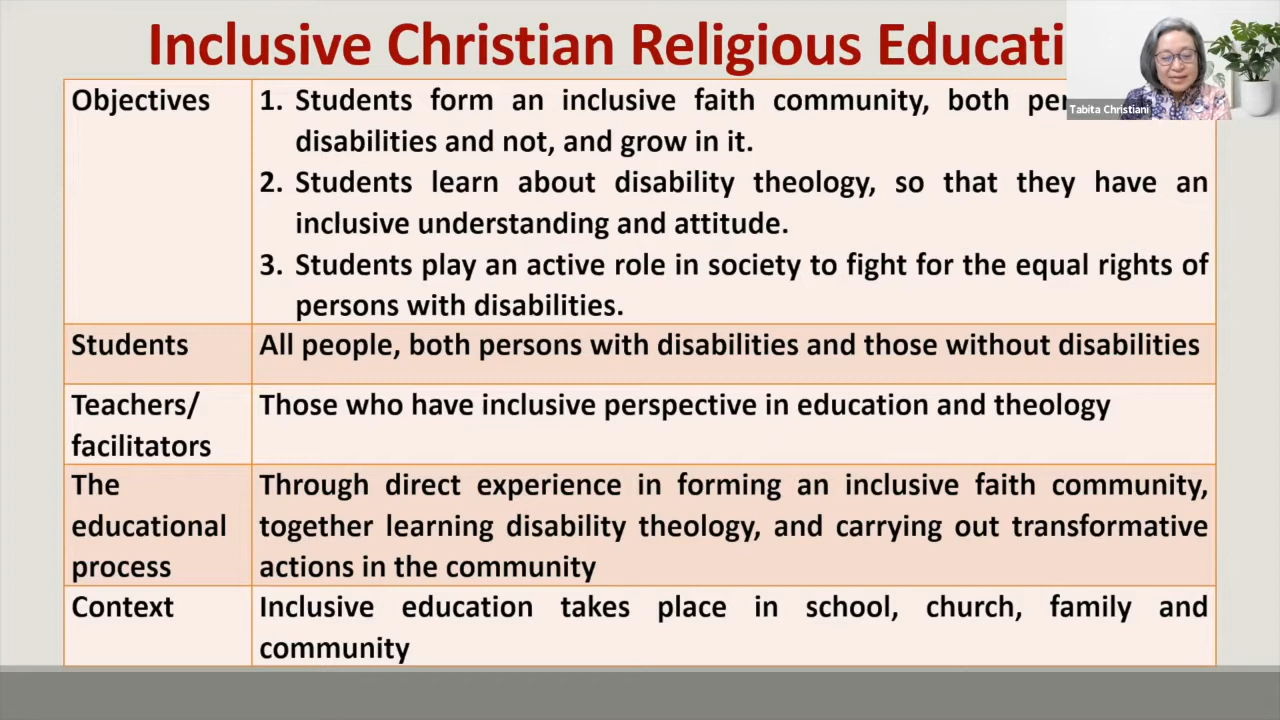 Inclusive Christian Religious Educati
Tabita Christiani
Objectives
1. Students form an inclusive faith community, both
disabilities and not, and grow in it.
2. Students learn about disability theology, so that they have an
inclusive understanding and attitude.
3. Students play an active role in society to fight for the equal rights of
persons with disabilities.
Students
All people, both persons with disabilities and those without disabilities
Teachers/
facilitators
Those who have inclusive perspective in education and theology
The
educational
process
Through direct experience in forming an inclusive faith community,
together learning disability theology, and carrying out transformative
actions in the community
Context
Inclusive education takes place in school, church, family and
community